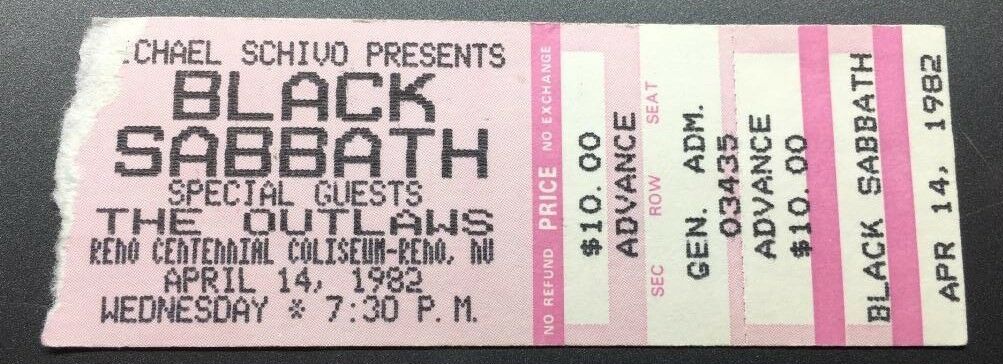 CHAEL SCHIVO PRESENTS
BLACK
SABBATH
SPECIAL GUESTS
THE OUTLAWS
RENO CENTENNIAL COLISEUM-RENO, NV
APRIL 14, 1982
WEDNESDAY * 7:30 P.M.
NO REFUND PRICE NO EXCHANGE
$10.00
ADVANCE
SEC ROW SEAT
GEN. ADM.
03435
ADVANCE
$10.00
BLACK SABBATH
APR 14, 1982